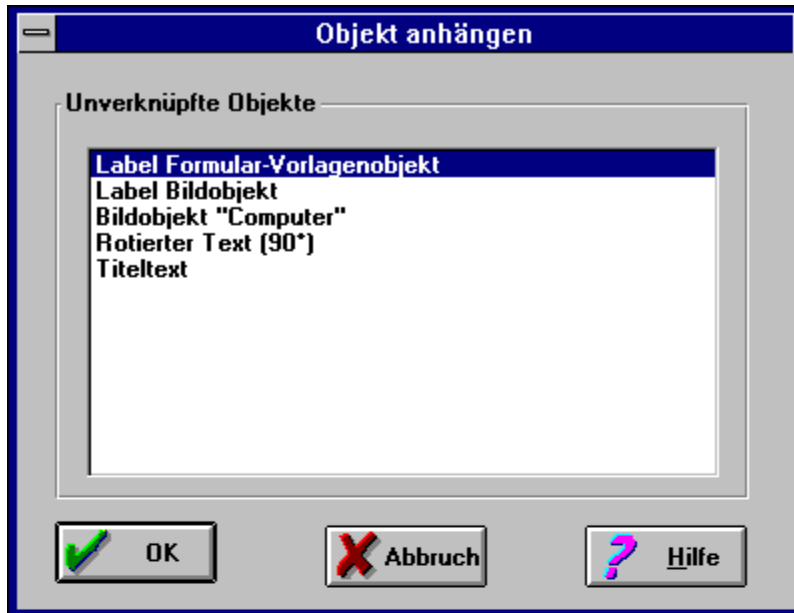 Objekt anhängen
Unverknüpfte Objekte
Label Formular-Vorlagenobjekt
Label Bildobjekt
Bildobjekt "Computer"
Rotierter Text (90°)
Titeltext
OK
Abbruch
Hilfe